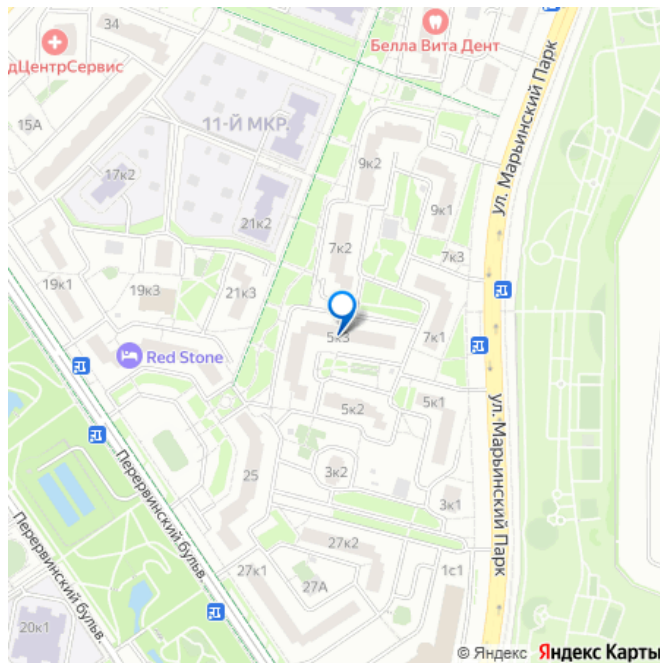 34
Белла Вита Дент
дЦентрСервис
ул. Марьинский Парк
15А
11-Й МКР.
9к2
17к2
9к1
21к2
7к2
7к3
19к1
19к3
21к3
5к3
7к1
Red Stone
5к1
5к2
ул. Марьинский Парк
25
3к2
Перервинский бульв.
3к1
27к2
Перервинский бульв.
27к1
1с1
27А
20к1
© Яндекс Яндекс Карты